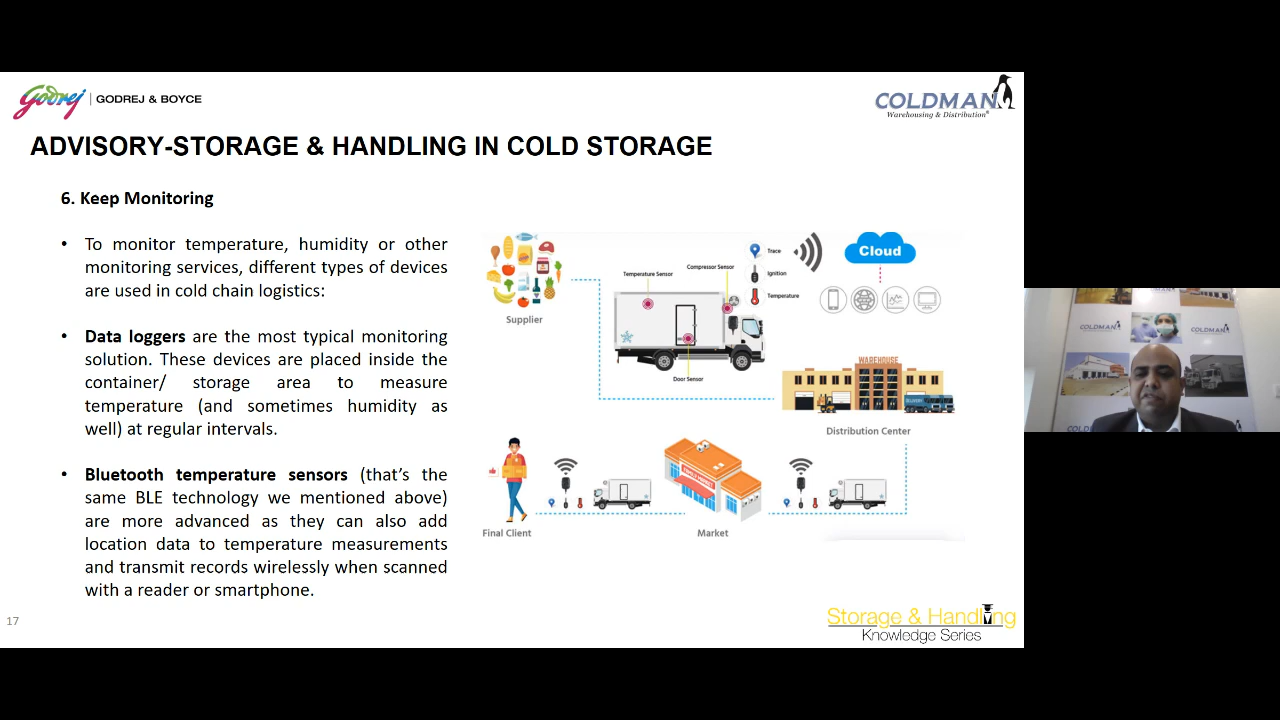 Godrej | GODREJ & BOYCE
COLDMAN
Warehousing & Distribution®
ADVISORY-STORAGE & HANDLING IN COLD STORAGE
6. Keep Monitoring
• To monitor temperature, humidity or other
monitoring services, different types of devices
are used in cold chain logistics:
• Data loggers are the most typical monitoring
solution. These devices are placed inside the
container/ storage area to measure
temperature (and sometimes humidity as
well) at regular intervals.
• Bluetooth temperature sensors (that's the
same BLE technology we mentioned above)
are more advanced as they can also add
location data to temperature measurements
and transmit records wirelessly when scanned
with a reader or smartphone.
Supplier
Temperature Sensor
Compressor Sensor
Door Sensor
Trace
Ignition
Temperature
Cloud
WAREHOUSE
DELIVERY
Distribution Center
Final Client
Market
17
Storage & Handling
Knowledge Series
COLDMAN
COLDMAN